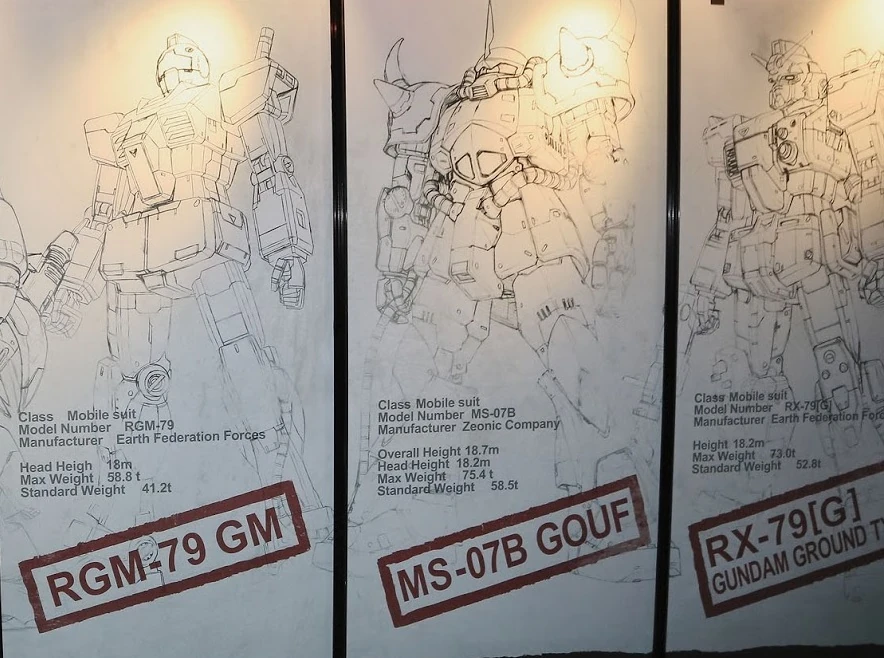 Class Mobile suit
Model Number RGM-79
Manufacturer Earth Federation Forces
Head Heigh 18m
Max Weight 58.8 t
Standard Weight 41.2t
RGM-79 GM
Class Mobile suit
Model Number MS-07B
Manufacturer Zeonic Company
Overall Height 18.7m
Head Height 18.2m
Max Weight 75.4 t
Standard Weight 58.5t
MS-07B GOUF
Class Mobile suit
Model Number RX-79[G]
Manufacturer Earth Federation Forc
Height 18.2m
Max Weight 73.0t
Standard Weight 52.8t
RX-79[G]
GUNDAM GROUND TY